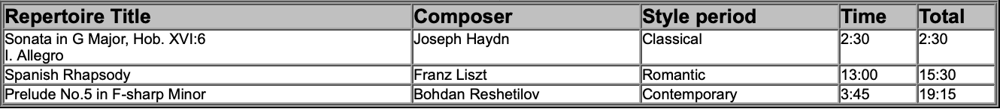 Repertoire Title Composer Style period Time Total
Sonata in G Major, Hob. XVI:6 Joseph Haydn Classical 2:30 2:30
I. Allegro
Spanish Rhapsody Franz Liszt Romantic 13:00 15:30
Prelude No.5 in F-sharp Minor Bohdan Reshetilov Contemporary 3:45 19:15